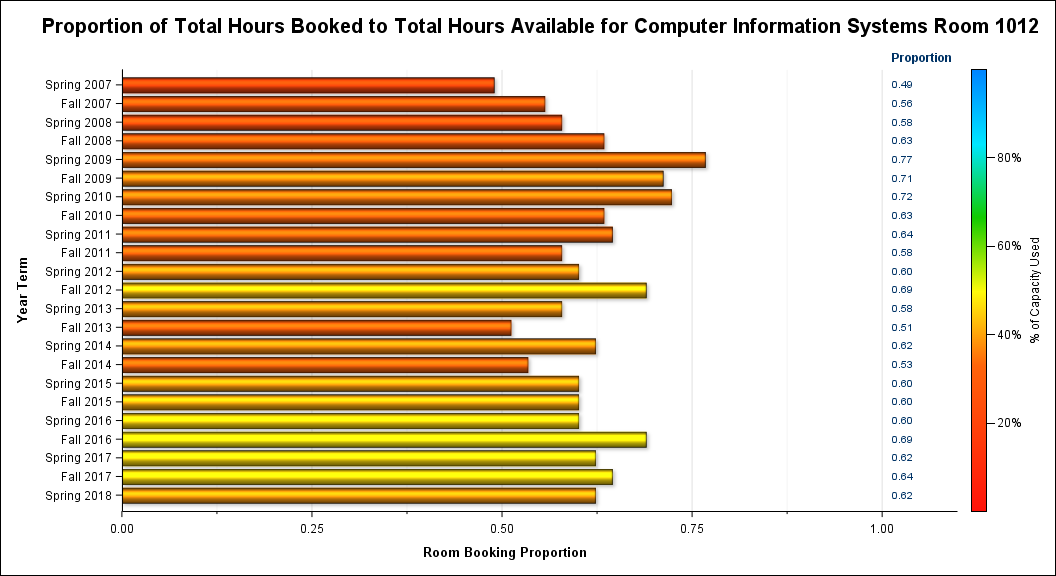 Proportion of Total Hours Booked to Total Hours Available for Computer Information Systems Room 1012
Proportion
Spring 2007 0.49
Fall 2007 0.56
Spring 2008 0.58
Fall 2008 0.63
Spring 2009 0.77
Fall 2009 0.71
Spring 2010 0.72
Fall 2010 0.63
Spring 2011 0.64
Fall 2011 0.58
Spring 2012 0.60
Fall 2012 0.69
Spring 2013 0.58
Fall 2013 0.51
Spring 2014 0.62
Fall 2014 0.53
Spring 2015 0.60
Fall 2015 0.60
Spring 2016 0.60
Fall 2016 0.69
Spring 2017 0.62
Fall 2017 0.64
Spring 2018 0.62
Year Term
0.00 0.25 0.50 0.75 1.00
Room Booking Proportion
80%
60%
40%
20%
% of Capacity Used